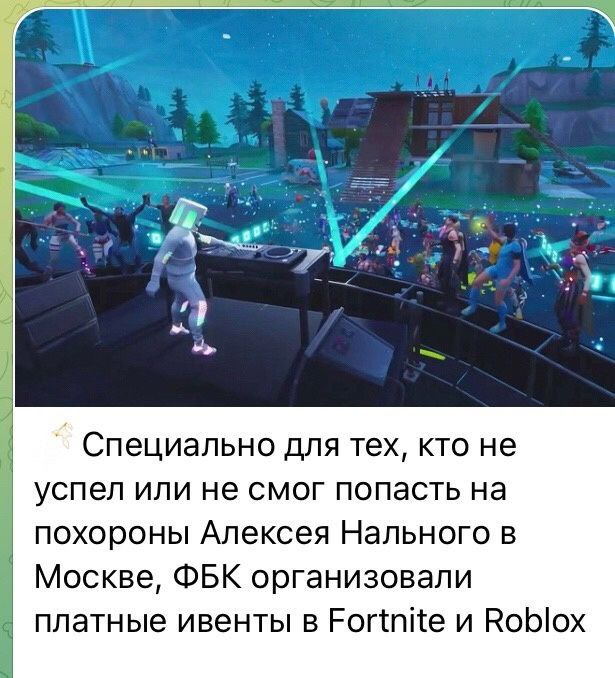 Специально для тех, кто не
успел или не смог попасть на
похороны Алексея Нального в
Москве, ФБК организовали
платные ивенты в Fortnite и Roblox